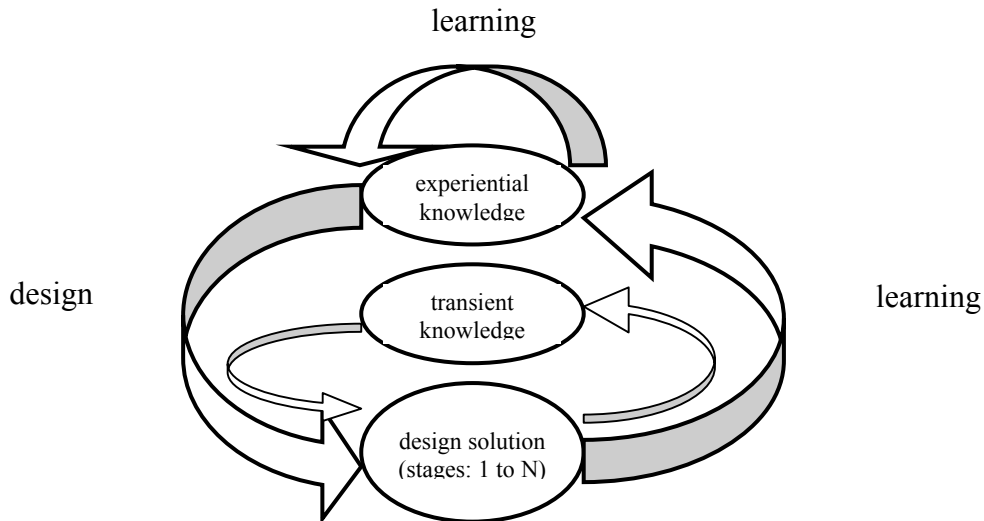 learning
experiential
knowledge
design
transient
knowledge
learning
design solution
(stages: 1 to N)